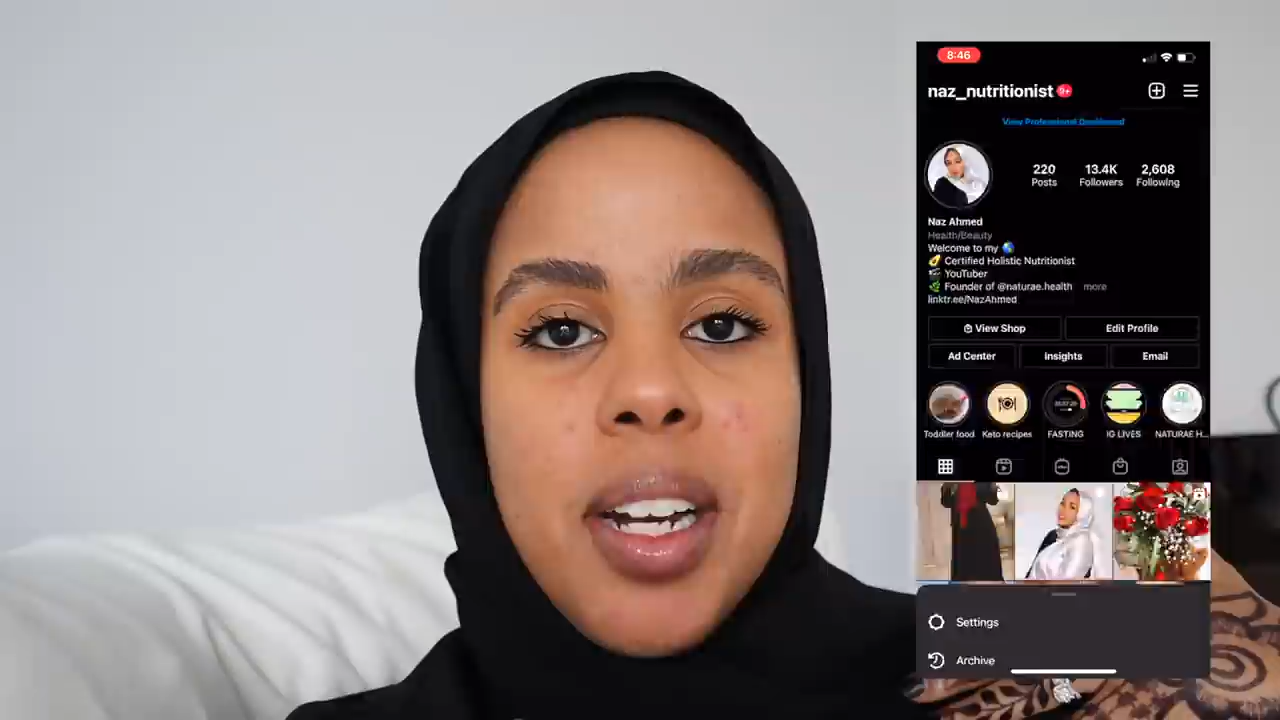 8:46
naz_nutritionist 9+
View Professional Dashboard
220 13.4K 2,608
Posts Followers Following
Naz Ahmed
Health/Beauty
Welcome to my
Certified Holistic Nutritionist
YouTuber
Founder of @naturae.health more
linktr.ee/NazAhmed
View Shop Edit Profile
Ad Center Insights Email
Toddler food Keto recipes FASTING IG LIVES NATURAE H...
Settings
Archive